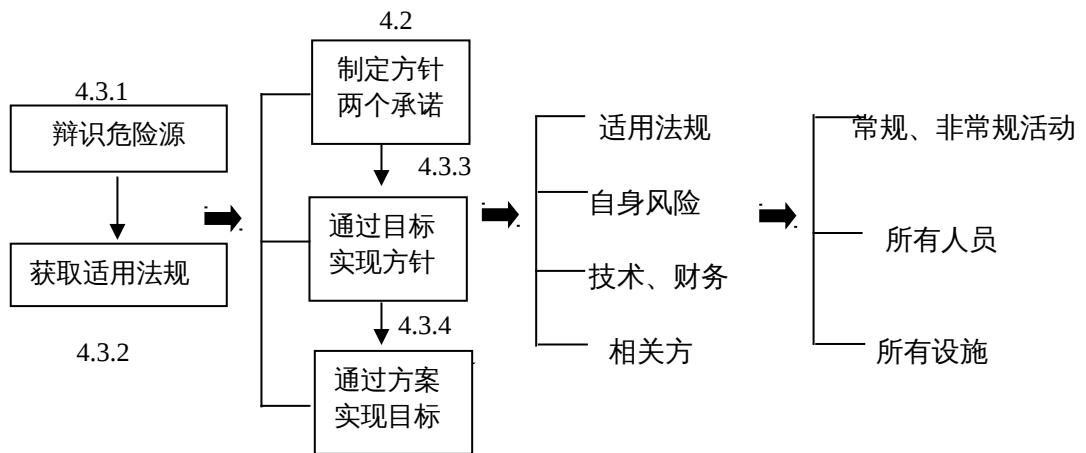 4.3.1
辩识危险源
获取适用法规
4.3.2
4.2
制定方针
两个承诺
4.3.3
通过目标
实现方针
4.3.4
通过方案
实现目标
适用法规
自身风险
技术、财务
相关方
常规、非常规活动
所有人员
所有设施